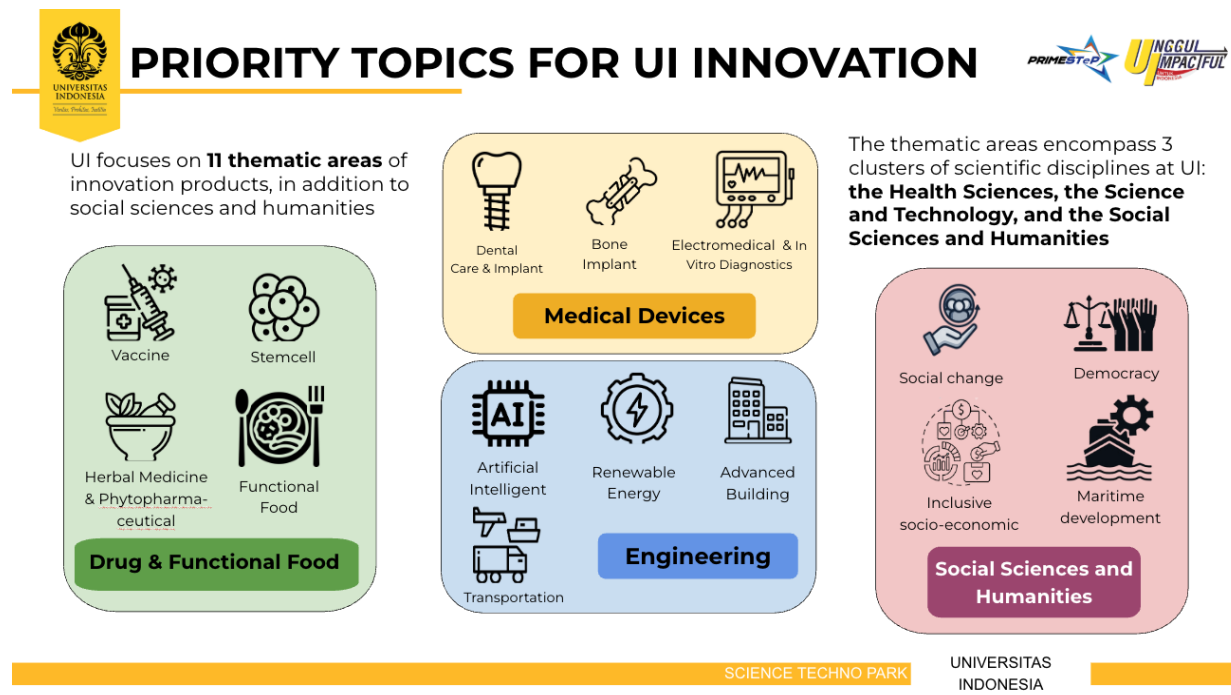 UNIVERSITAS
INDONESIA
Veritas, Probitas, Iustitia
PRIORITY TOPICS FOR UI INNOVATION
PRIMESTeP
UNGGUL
IMPACTFUL
UI focuses on 11 thematic areas of
innovation products, in addition to
social sciences and humanities
Vaccine
Stemcell
Herbal Medicine
& Phytopharma-
ceutical
Functional
Food
Drug & Functional Food
Dental
Care & Implant
Bone
Implant
Electromedical & In
Vitro Diagnostics
Medical Devices
AI
Artificial
Intelligent
Renewable
Energy
Advanced
Building
Transportation
Engineering
The thematic areas encompass 3
clusters of scientific disciplines at UI:
the Health Sciences, the Science
and Technology, and the Social
Sciences and Humanities
Social change
Democracy
$
Inclusive
socio-economic
Maritime
development
Social Sciences and
Humanities
SCIENCE TECHNO PARK
UNIVERSITAS
INDONESIA